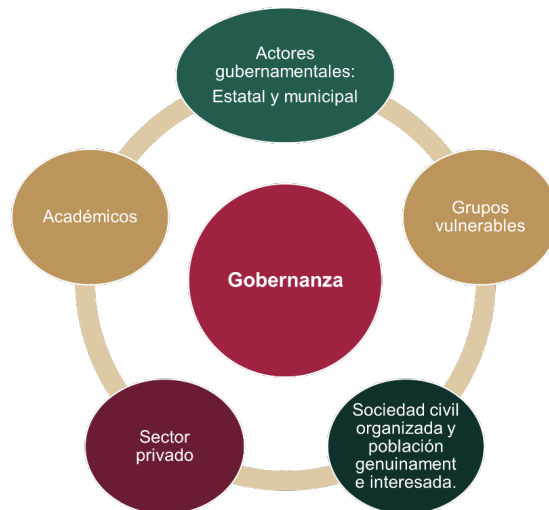 Actores
gubernamentales:
Estatal y municipal
Académicos
Grupos
vulnerables
Gobernanza
Sector
privado
Sociedad civil
organizada y
población
genuinament
e interesada.